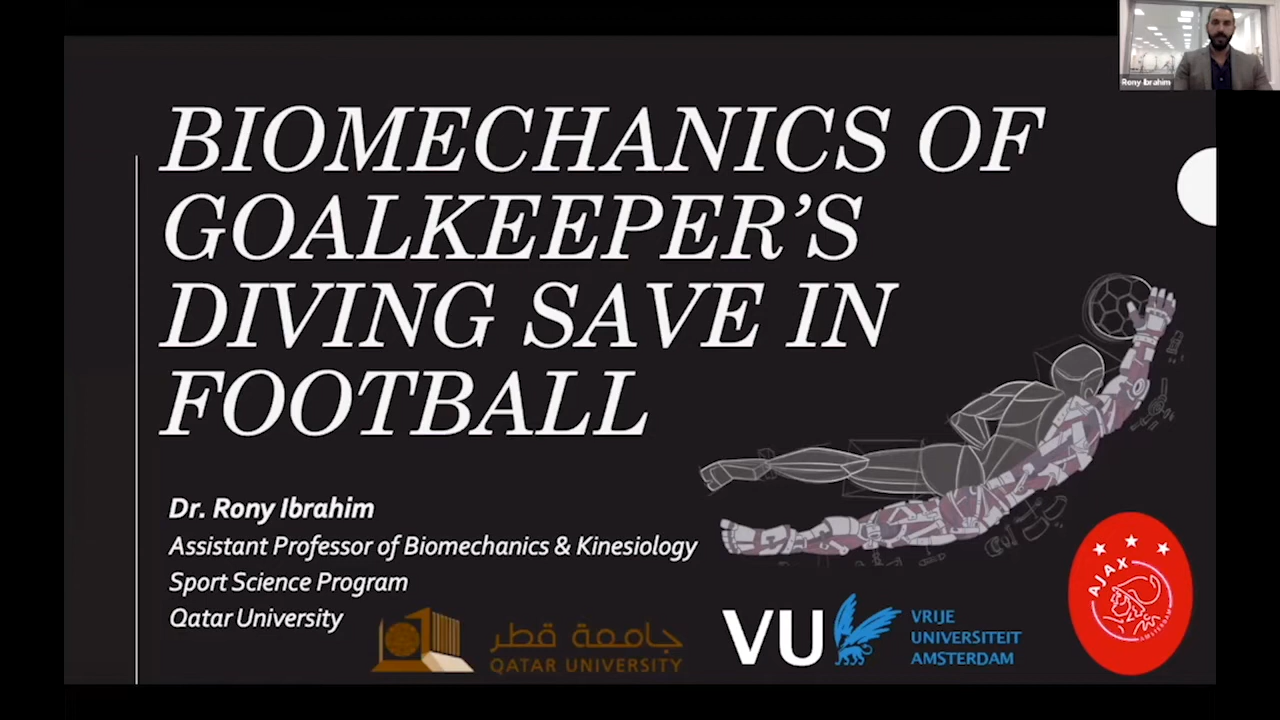 Rony Ibrahim
BIOMECHANICS OF
GOALKEEPER'S
DIVING SAVE IN
FOOTBALL
Dr. Rony Ibrahim
Assistant Professor of Biomechanics & Kinesiology
Sport Science Program
Qatar University
جامعة قطر
QATAR UNIVERSITY
VU
VRIJE
UNIVERSITEIT
AMSTERDAM
AJAX
AMSTERDAM